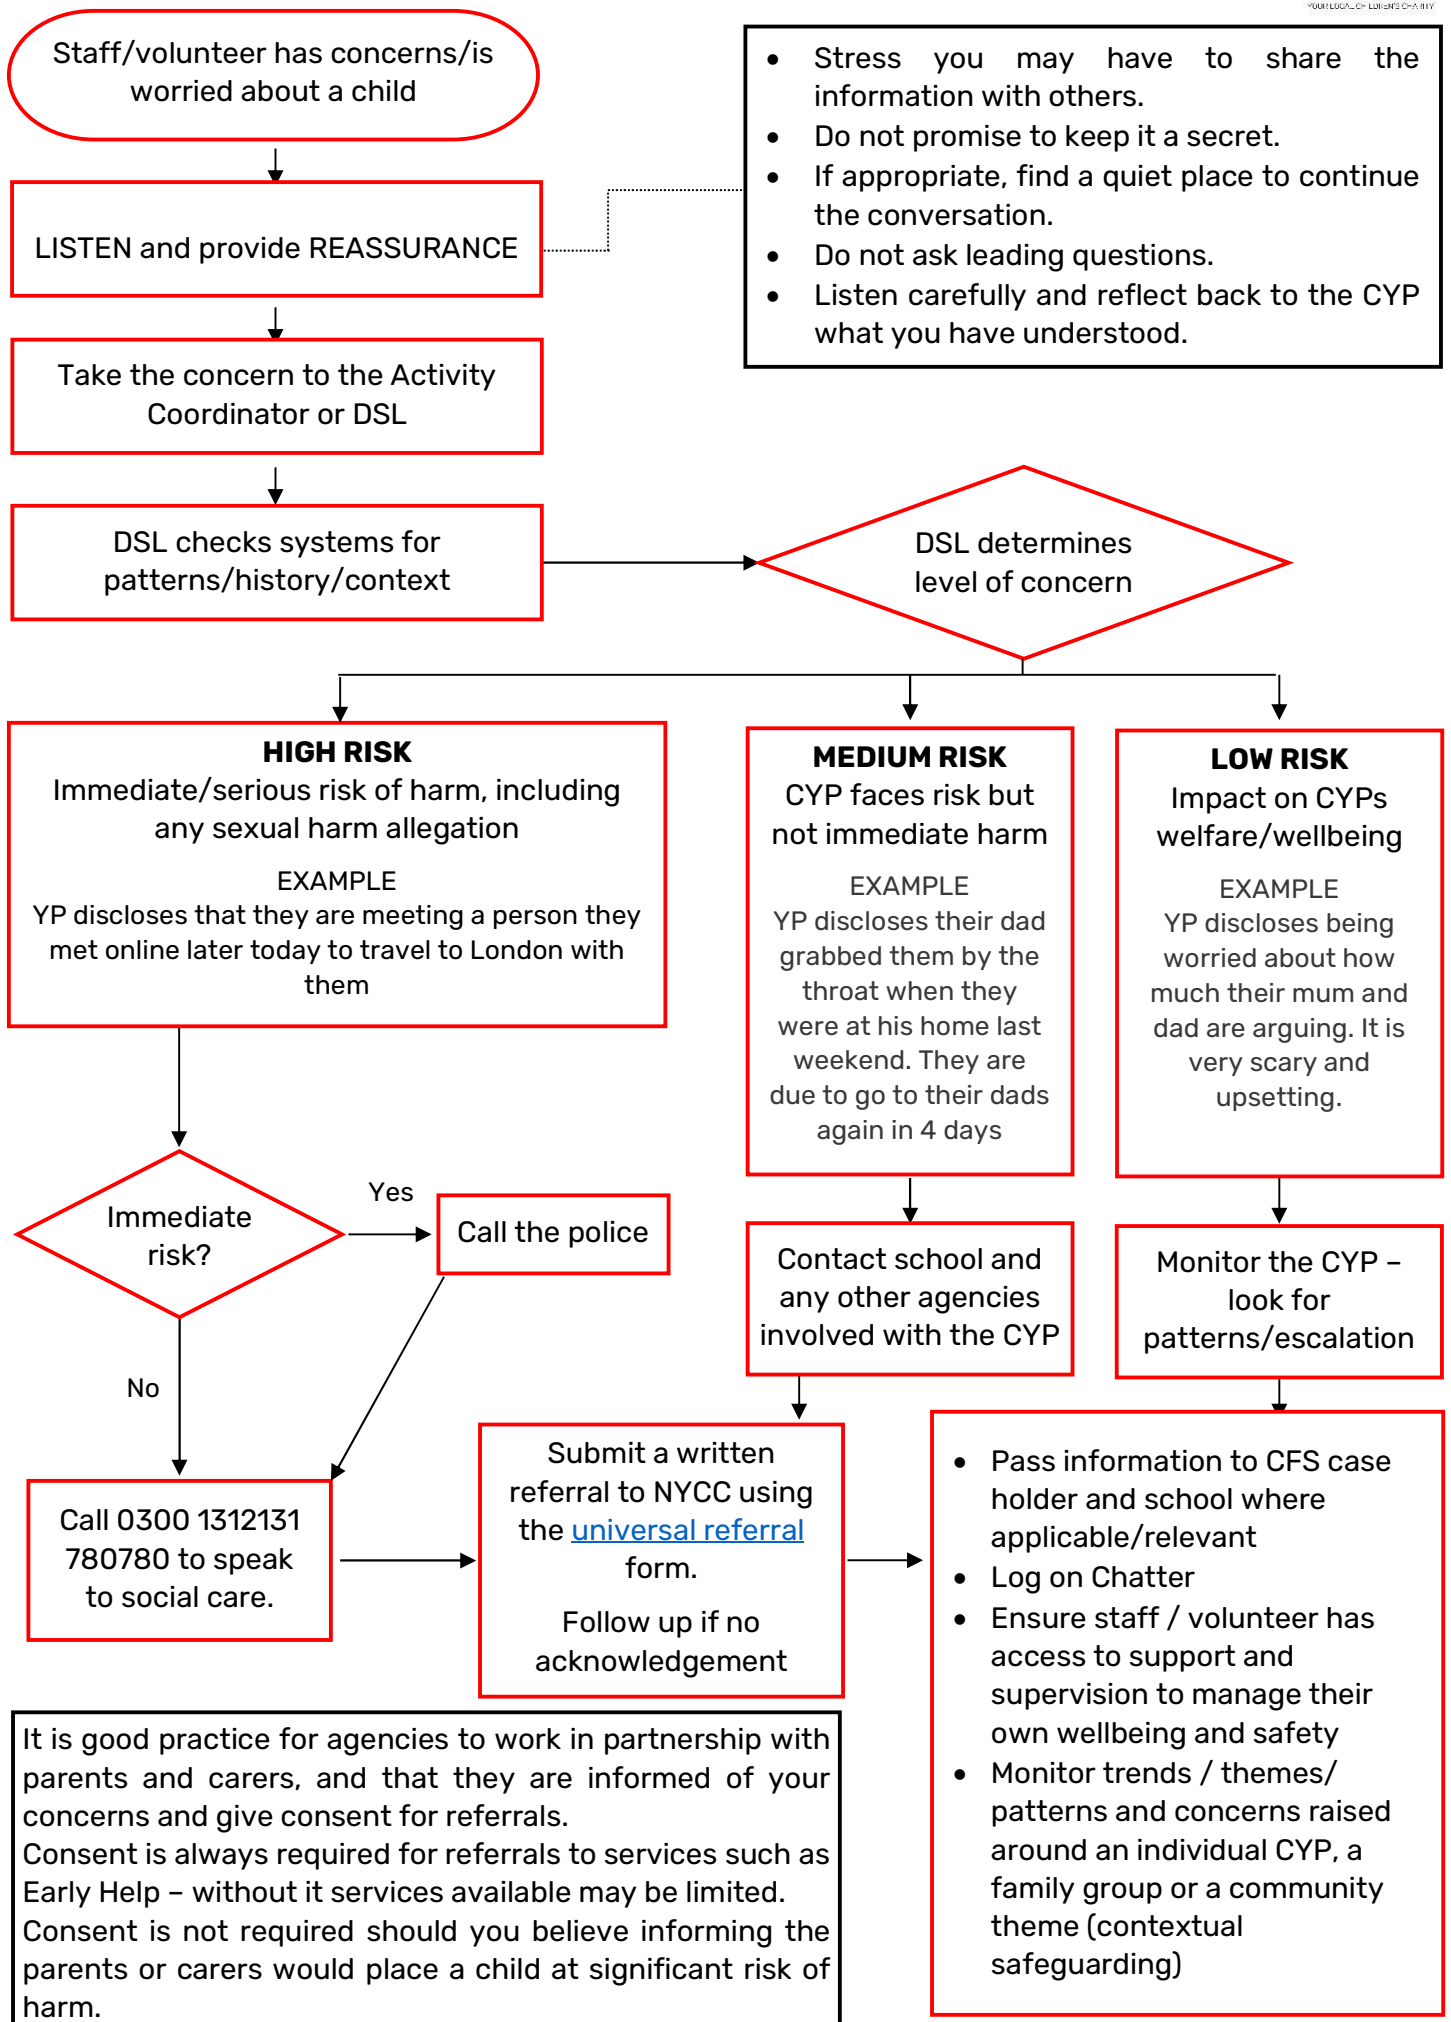 YOUR LOCAL CHILDREN'S CHARITY
Staff/volunteer has concerns/is
worried about a child
• Stress you may have to share the
information with others.
• Do not promise to keep it a secret.
• If appropriate, find a quiet place to continue
the conversation.
• Do not ask leading questions.
• Listen carefully and reflect back to the CYP
what you have understood.
LISTEN and provide REASSURANCE
Take the concern to the Activity
Coordinator or DSL
DSL checks systems for
patterns/history/context
DSL determines
level of concern
HIGH RISK
Immediate/serious risk of harm, including
any sexual harm allegation
EXAMPLE
YP discloses that they are meeting a person they
met online later today to travel to London with
them
MEDIUM RISK
CYP faces risk but
not immediate harm
EXAMPLE
YP discloses their dad
grabbed them by the
throat when they
were at his home last
weekend. They are
due to go to their dads
again in 4 days
LOW RISK
Impact on CYPs
welfare/wellbeing
EXAMPLE
YP discloses being
worried about how
much their mum and
dad are arguing. It is
very scary and
upsetting.
Immediate
risk?
Yes
Call the police
No
Contact school and
any other agencies
involved with the CYP
Monitor the CYP –
look for
patterns/escalation
Call 0300 1312131
780780 to speak
to social care.
Submit a written
referral to NYCC using
the universal referral
form.
Follow up if no
acknowledgement
• Pass information to CFS case
holder and school where
applicable/relevant
• Log on Chatter
• Ensure staff / volunteer has
access to support and
supervision to manage their
own wellbeing and safety
• Monitor trends / themes/
patterns and concerns raised
around an individual CYP, a
family group or a community
theme (contextual
safeguarding)
It is good practice for agencies to work in partnership with
parents and carers, and that they are informed of your
concerns and give consent for referrals.
Consent is always required for referrals to services such as
Early Help – without it services available may be limited.
Consent is not required should you believe informing the
parents or carers would place a child at significant risk of
harm.